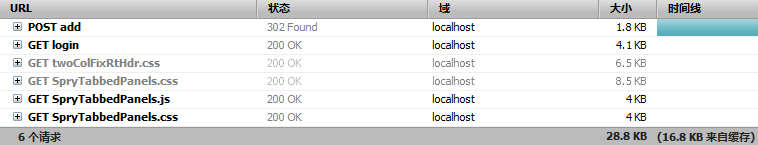 URL 状态 域 大小 时间线
POST add 302 Found localhost 1.8 KB
GET login 200 OK localhost 4.1 KB
GET twoColFixRtHdr.css 200 OK localhost 6.5 KB
GET SpryTabbedPanels.css 200 OK localhost 8.5 KB
GET SpryTabbedPanels.js 200 OK localhost 4 KB
GET SpryTabbedPanels.css 200 OK localhost 4 KB
6 个请求 28.8 KB (16.8 KB 来自缓存)